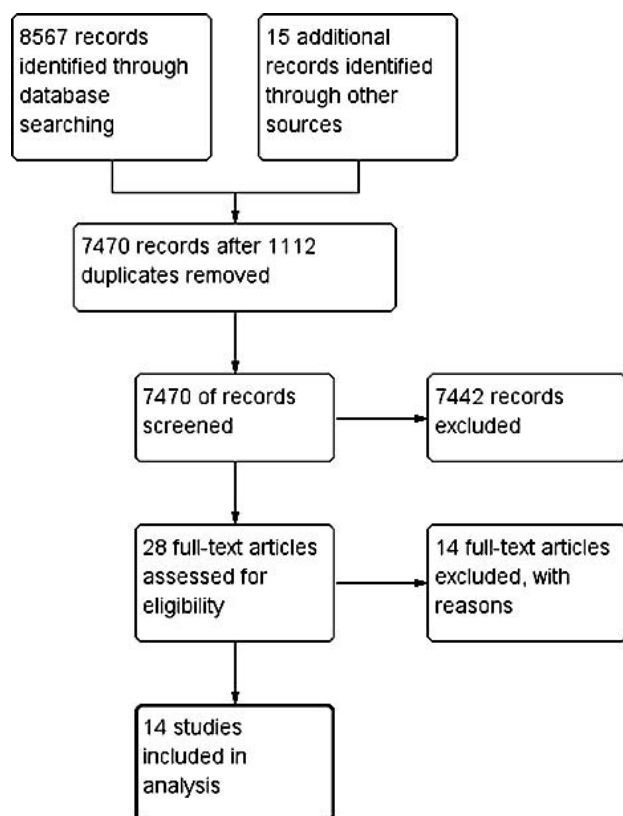 8567 records
identified through
database
searching
15 additional
records identified
through other
sources
7470 records after 1112
duplicates removed
7470 of records
screened
7442 records
excluded
28 full-text articles
assessed for
eligibility
14 full-text articles
excluded, with
reasons
14 studies
included in
analysis